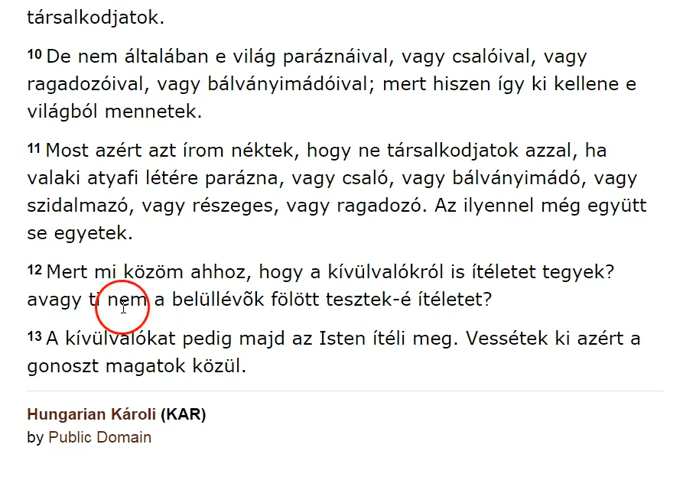 társalkodjatok.
10 De nem általában e világ paráznáival, vagy csalóival, vagy
ragadozóival, vagy bálványimádóival; mert hiszen így ki kellene e
világból mennetek.
11 Most azért azt írom néktek, hogy ne társalkodjatok azzal, ha
valaki atyafi létére parázna, vagy csaló, vagy bálványimádó, vagy
szidalmazó, vagy részeges, vagy ragadozó. Az ilyennel még együtt
se egyetek.
12 Mert mi közöm ahhoz, hogy a kívülvalókról is ítéletet tegyek?
avagy ti nem a belüllévõk fölött tesztek-é ítéletet?
13 A kívülvalókat pedig majd az Isten ítéli meg. Vessétek ki azért a
gonoszt magatok közül.
Hungarian Károli (KAR)
by Public Domain